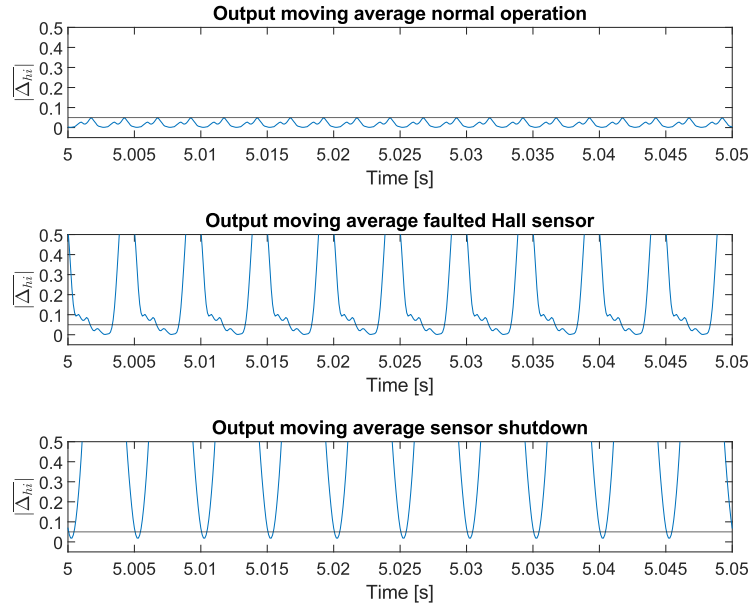 Output moving average normal operation
0.5
0.4
0.3
0.2
0.1
0
|Δhi|
5 5.005 5.01 5.015 5.02 5.025 5.03 5.035 5.04 5.045 5.05
Time [s]
Output moving average faulted Hall sensor
0.5
0.4
0.3
0.2
0.1
0
|Δhi|
5 5.005 5.01 5.015 5.02 5.025 5.03 5.035 5.04 5.045 5.05
Time [s]
Output moving average sensor shutdown
0.5
0.4
0.3
0.2
0.1
0
|Δhi|
5 5.005 5.01 5.015 5.02 5.025 5.03 5.035 5.04 5.045 5.05
Time [s]